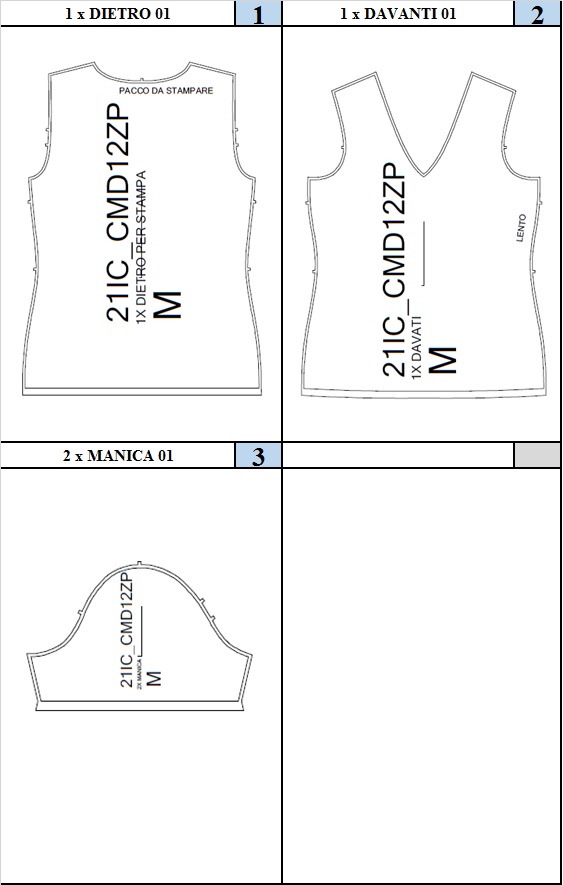 1 x DIETRO 01
1
PACCO DA STAMPARE
21IC_CMD12ZP
1X DIETRO PER STAMPA
M
1 x DAVANTI 01
2
21IC_CMD12ZP
1X DAVATI
M
LENTO
2 x MANICA 01
3
21IC_CMD12ZP
2X MANICA
M